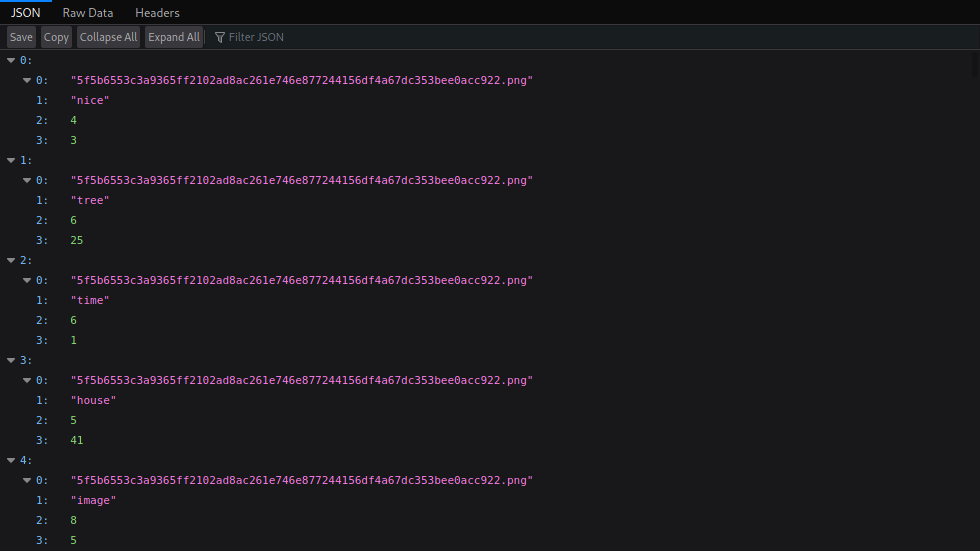 JSON Raw Data Headers
Save Copy Collapse All Expand All Filter JSON
0:
0: "5f5b6553c3a9365ff2102ad8ac261e746e877244156df4a67dc353bee0acc922.png"
1: "nice"
2: 4
3: 3
1:
0: "5f5b6553c3a9365ff2102ad8ac261e746e877244156df4a67dc353bee0acc922.png"
1: "tree"
2: 6
3: 25
2:
0: "5f5b6553c3a9365ff2102ad8ac261e746e877244156df4a67dc353bee0acc922.png"
1: "time"
2: 6
3: 1
3:
0: "5f5b6553c3a9365ff2102ad8ac261e746e877244156df4a67dc353bee0acc922.png"
1: "house"
2: 5
3: 41
4:
0: "5f5b6553c3a9365ff2102ad8ac261e746e877244156df4a67dc353bee0acc922.png"
1: "image"
2: 8
3: 5